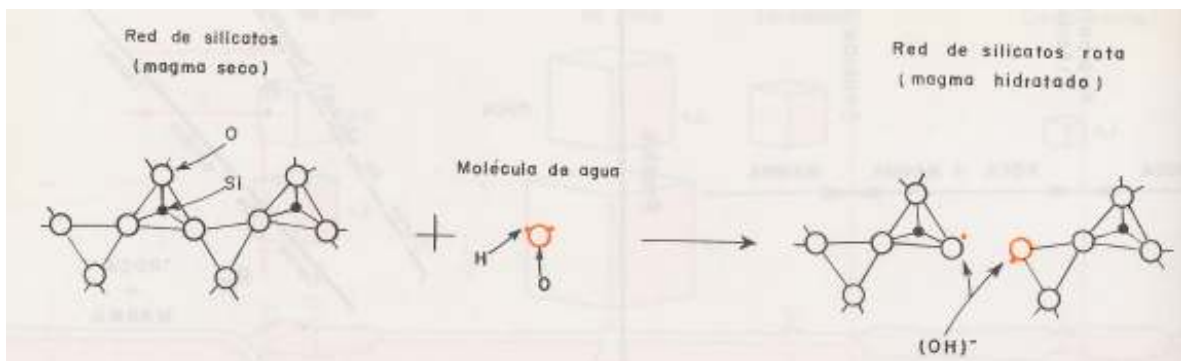 Red de silicatos
(magma seco)
O
Si
Molécula de agua
H
O
Red de silicatos rota
(magma hidratado)
(OH)⁻